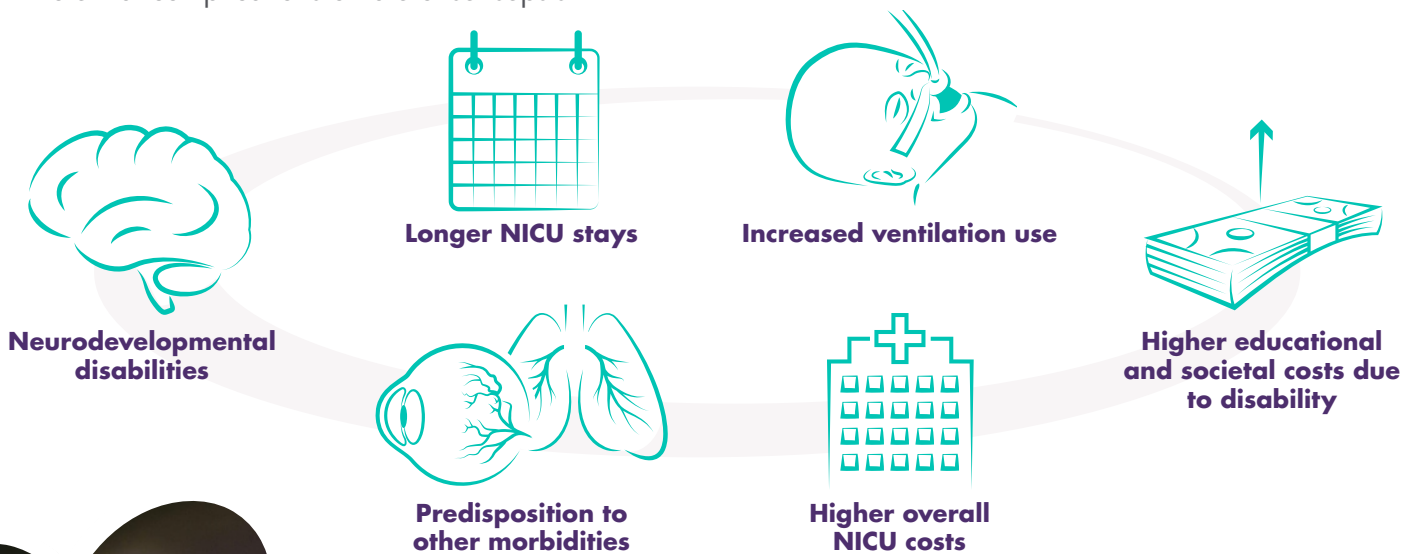 Longer NICU stays
Increased ventilation use
Neurodevelopmental
disabilities
Higher educational
and societal costs due
to disability
Predisposition to
other morbidities
Higher overall
NICU costs